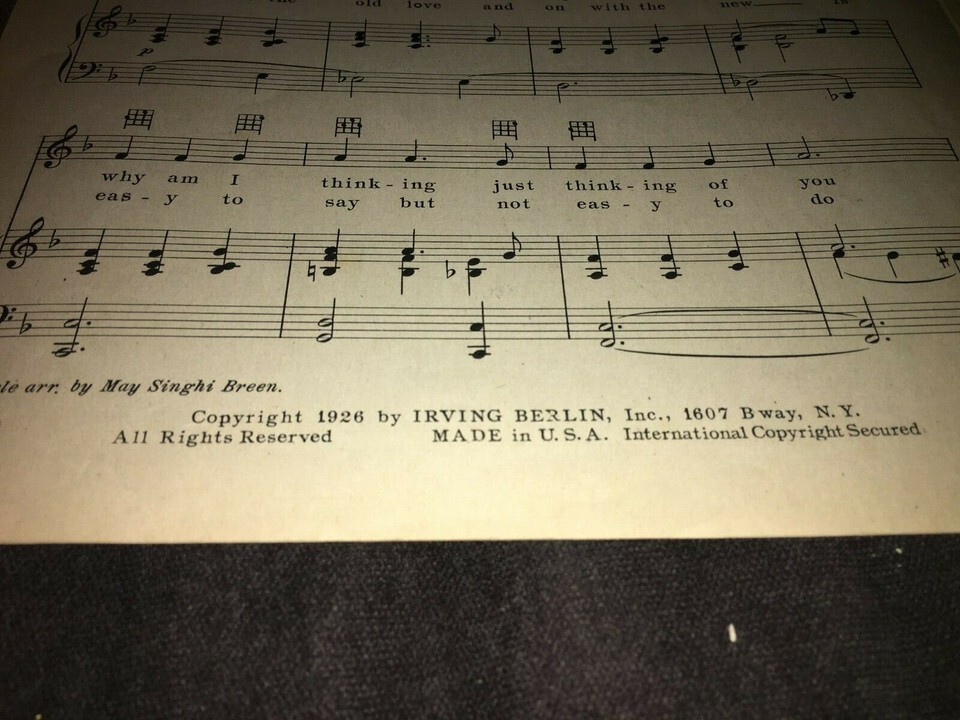 old love and on with the new is
p
why am I think - ing just think - ing of you
eas - y to say but not eas - y to do
arr. by May Singhi Breen.
Copyright 1926 by IRVING BERLIN, Inc., 1607 Bway, N. Y.
All Rights Reserved MADE in U. S. A. International Copyright Secured